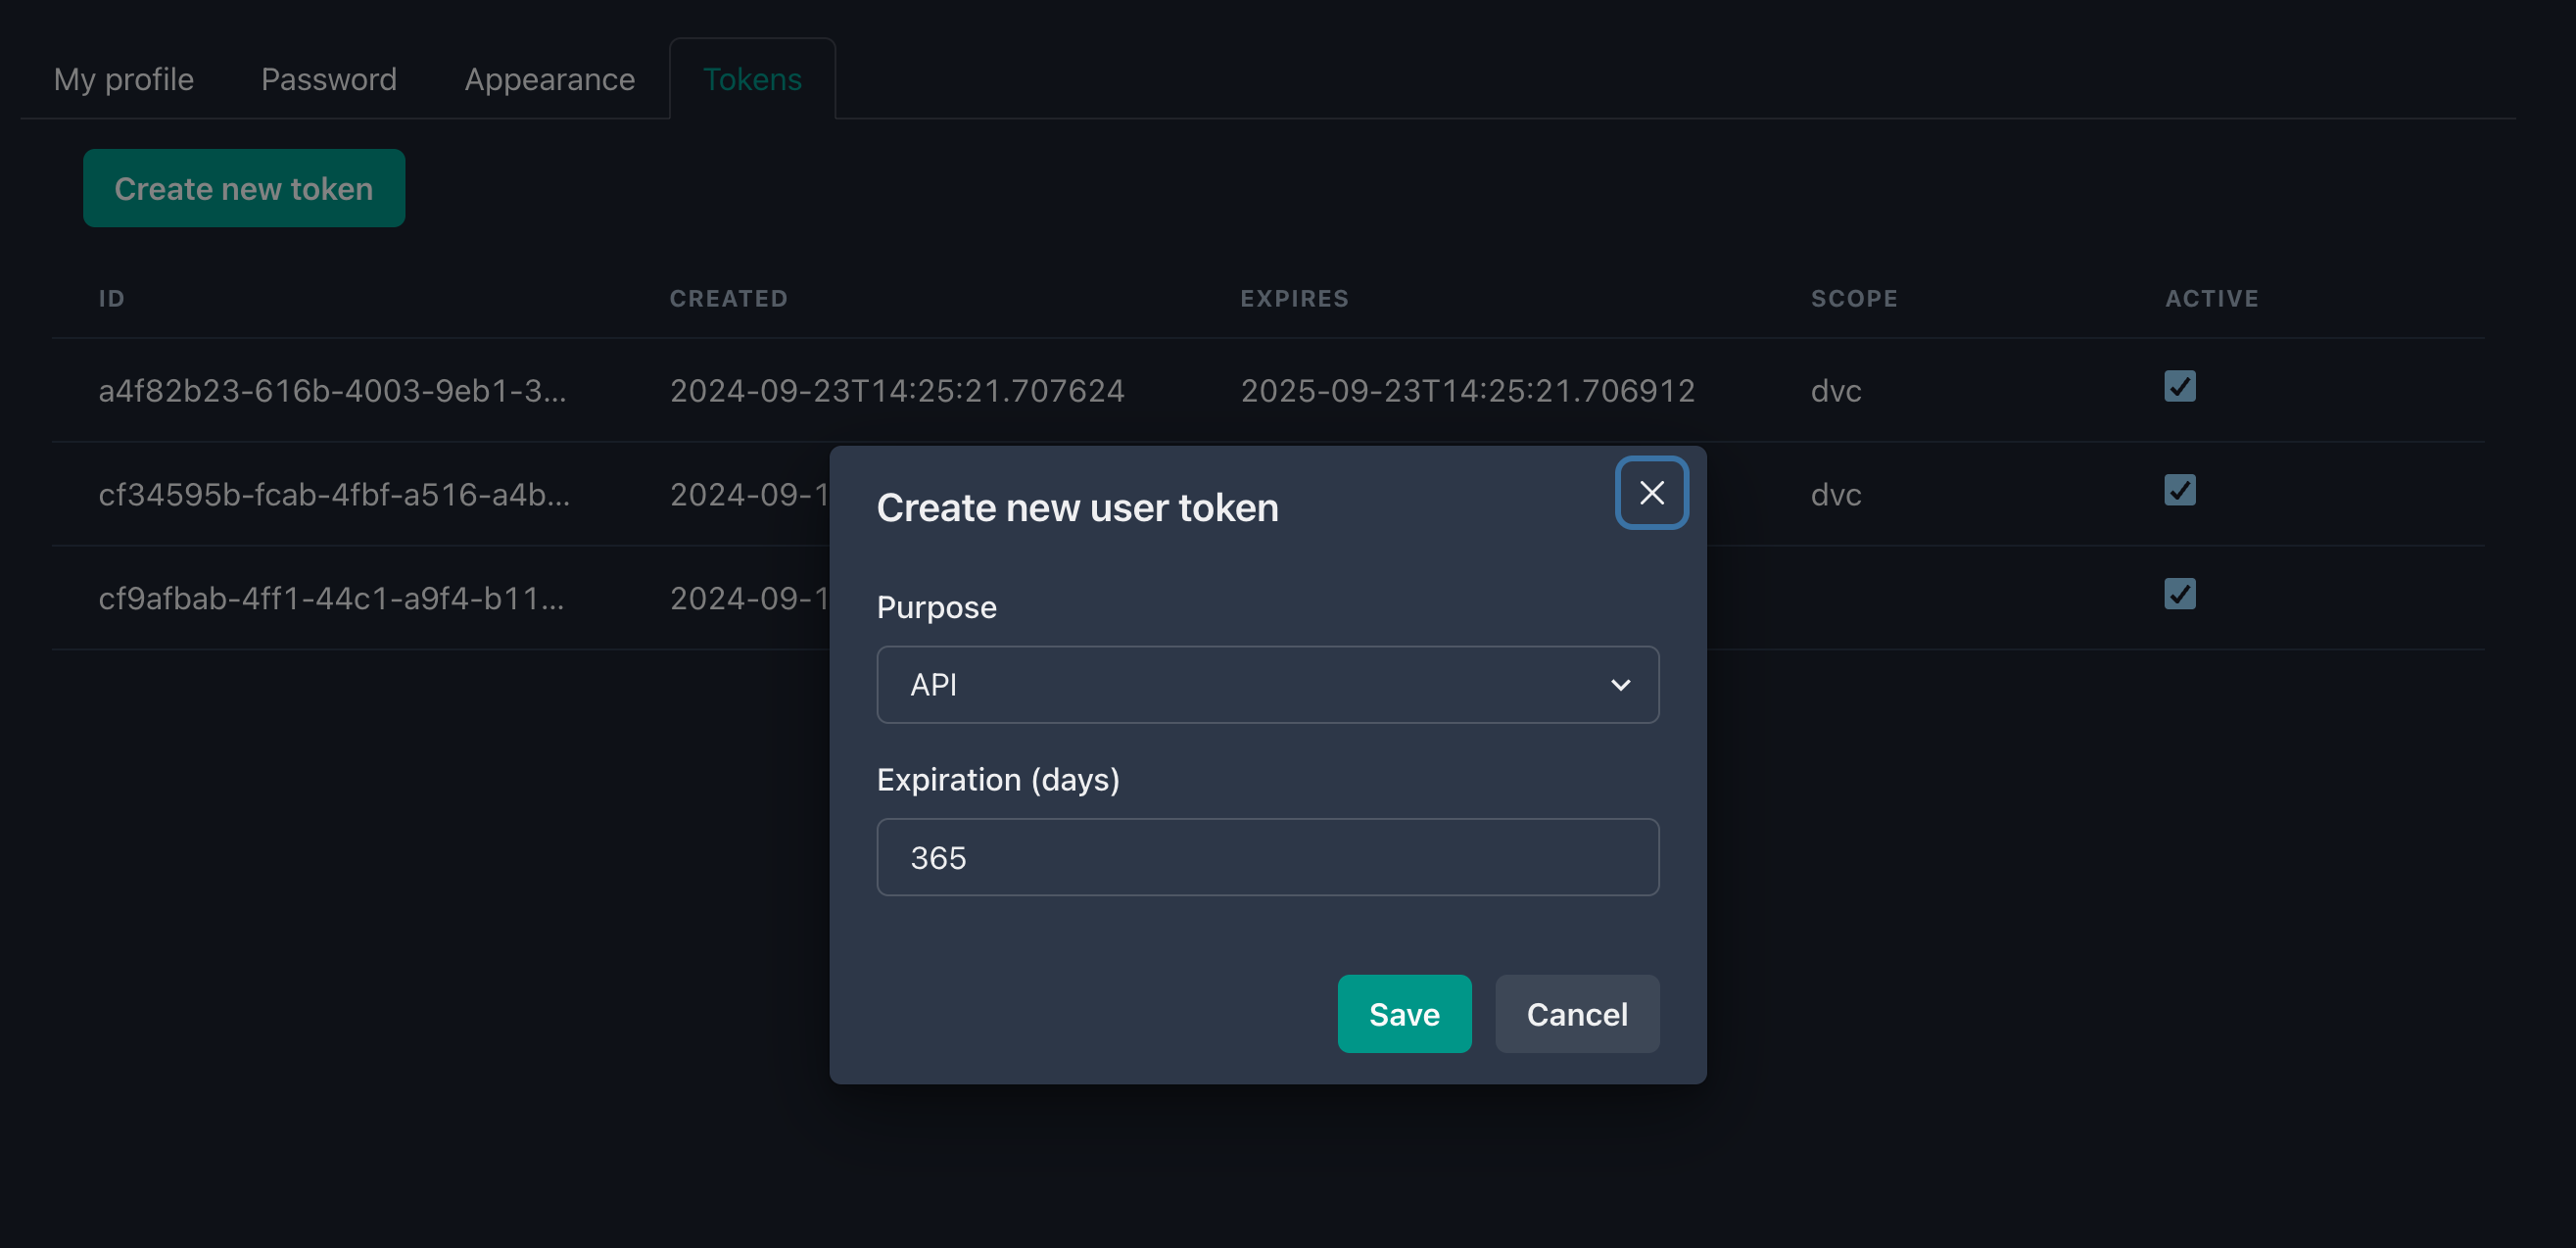 My profile Password Appearance Tokens
Create new token
ID CREATED EXPIRES SCOPE ACTIVE
a4f82b23-616b-4003-9eb1-3... 2024-09-23T14:25:21.707624 2025-09-23T14:25:21.706912 dvc
cf34595b-fcab-4fbf-a516-a4b... 2024-09-1 dvc
cf9afbab-4ff1-44c1-a9f4-b11... 2024-09-1
Create new user token
Purpose
API
Expiration (days)
365
Save Cancel